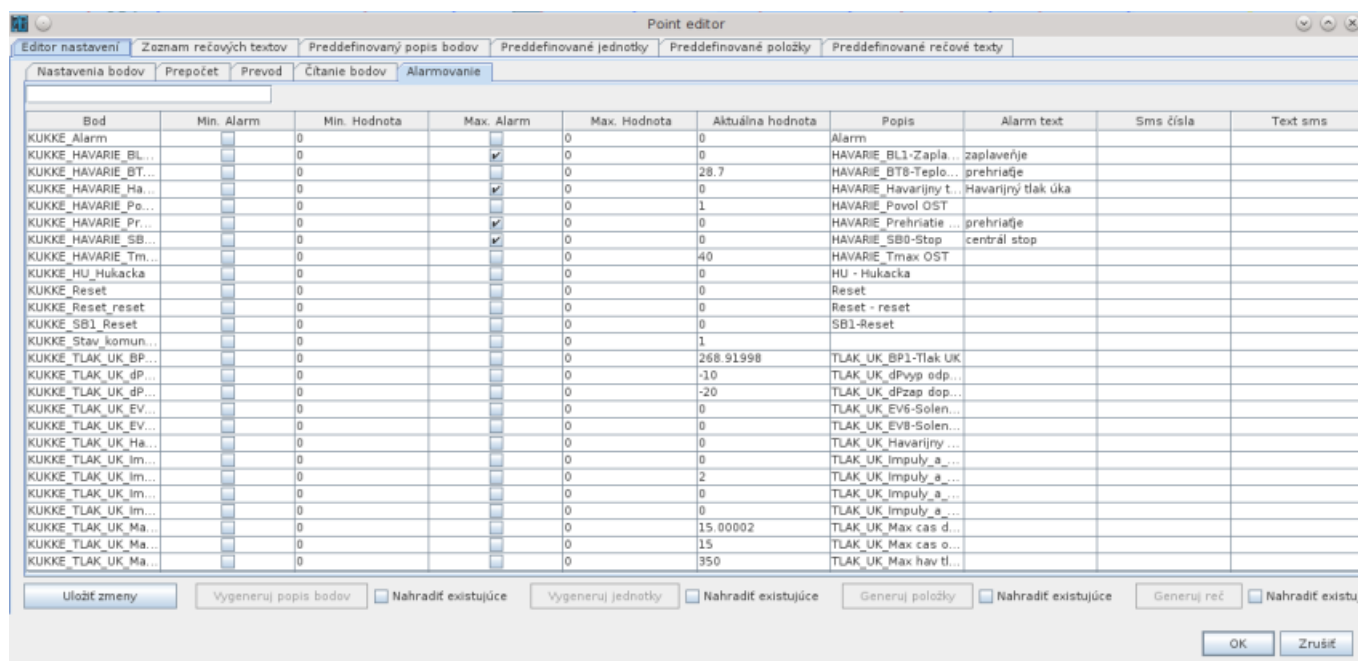 Point editor
Editor nastavení Zoznam rečových textov Preddefinovaný popis bodov Preddefinované jednotky Preddefinované položky Preddefinované rečové texty
Nastavenia bodov Prepočet Prevod Čítanie bodov Alarmovanie
Bod Min. Alarm Min. Hodnota Max. Alarm Max. Hodnota Aktuálna hodnota Popis Alarm text Sms čísla Text sms
KUKKE_Alarm 0 0 0 Alarm
KUKKE_HAVARIE_BL... 0 0 0 HAVARIE_BL1-Zapla... zaplaveňje
KUKKE_HAVARIE_BT... 0 0 28.7 HAVARIE_BT8-Teplo... prehriaťje
KUKKE_HAVARIE_Ha... 0 0 0 HAVARIE_Havarijny t... Havarijný tlak úka
KUKKE_HAVARIE_Po... 0 0 1 HAVARIE_Povol OST
KUKKE_HAVARIE_Pr... 0 0 0 HAVARIE_Prehriatie ... prehriaťje
KUKKE_HAVARIE_SB... 0 0 0 HAVARIE_SB0-Stop centrál stop
KUKKE_HAVARIE_Tm... 0 0 40 HAVARIE_Tmax OST
KUKKE_HU_Hukacka 0 0 0 HU - Hukacka
KUKKE_Reset 0 0 0 Reset
KUKKE_Reset_reset 0 0 0 Reset - reset
KUKKE_SB1_Reset 0 0 0 SB1-Reset
KUKKE_Stav_komun... 0 0 1
KUKKE_TLAK_UK_BP... 0 0 268.91998 TLAK_UK_BP1-Tlak UK
KUKKE_TLAK_UK_dP... 0 0 -10 TLAK_UK_dPvyp odp...
KUKKE_TLAK_UK_dP... 0 0 -20 TLAK_UK_dPzap dop...
KUKKE_TLAK_UK_EV... 0 0 0 TLAK_UK_EV6-Solen...
KUKKE_TLAK_UK_EV... 0 0 0 TLAK_UK_EV8-Solen...
KUKKE_TLAK_UK_Ha... 0 0 0 TLAK_UK_Havarijny ...
KUKKE_TLAK_UK_Im... 0 0 0 TLAK_UK_Impuly_a_...
KUKKE_TLAK_UK_Im... 0 0 2 TLAK_UK_Impuly_a_...
KUKKE_TLAK_UK_Im... 0 0 0 TLAK_UK_Impuly_a_...
KUKKE_TLAK_UK_Im... 0 0 0 TLAK_UK_Impuly_a_...
KUKKE_TLAK_UK_Ma... 0 0 15.00002 TLAK_UK_Max cas d...
KUKKE_TLAK_UK_Ma... 0 0 15 TLAK_UK_Max cas o...
KUKKE_TLAK_UK_Ma... 0 0 350 TLAK_UK_Max hav tl...
Uložiť zmeny Vygeneruj popis bodov Nahradiť existujúce Vygeneruj jednotky Nahradiť existujúce Generuj položky Nahradiť existujúce Generuj reč Nahradiť existu
OK Zrušiť